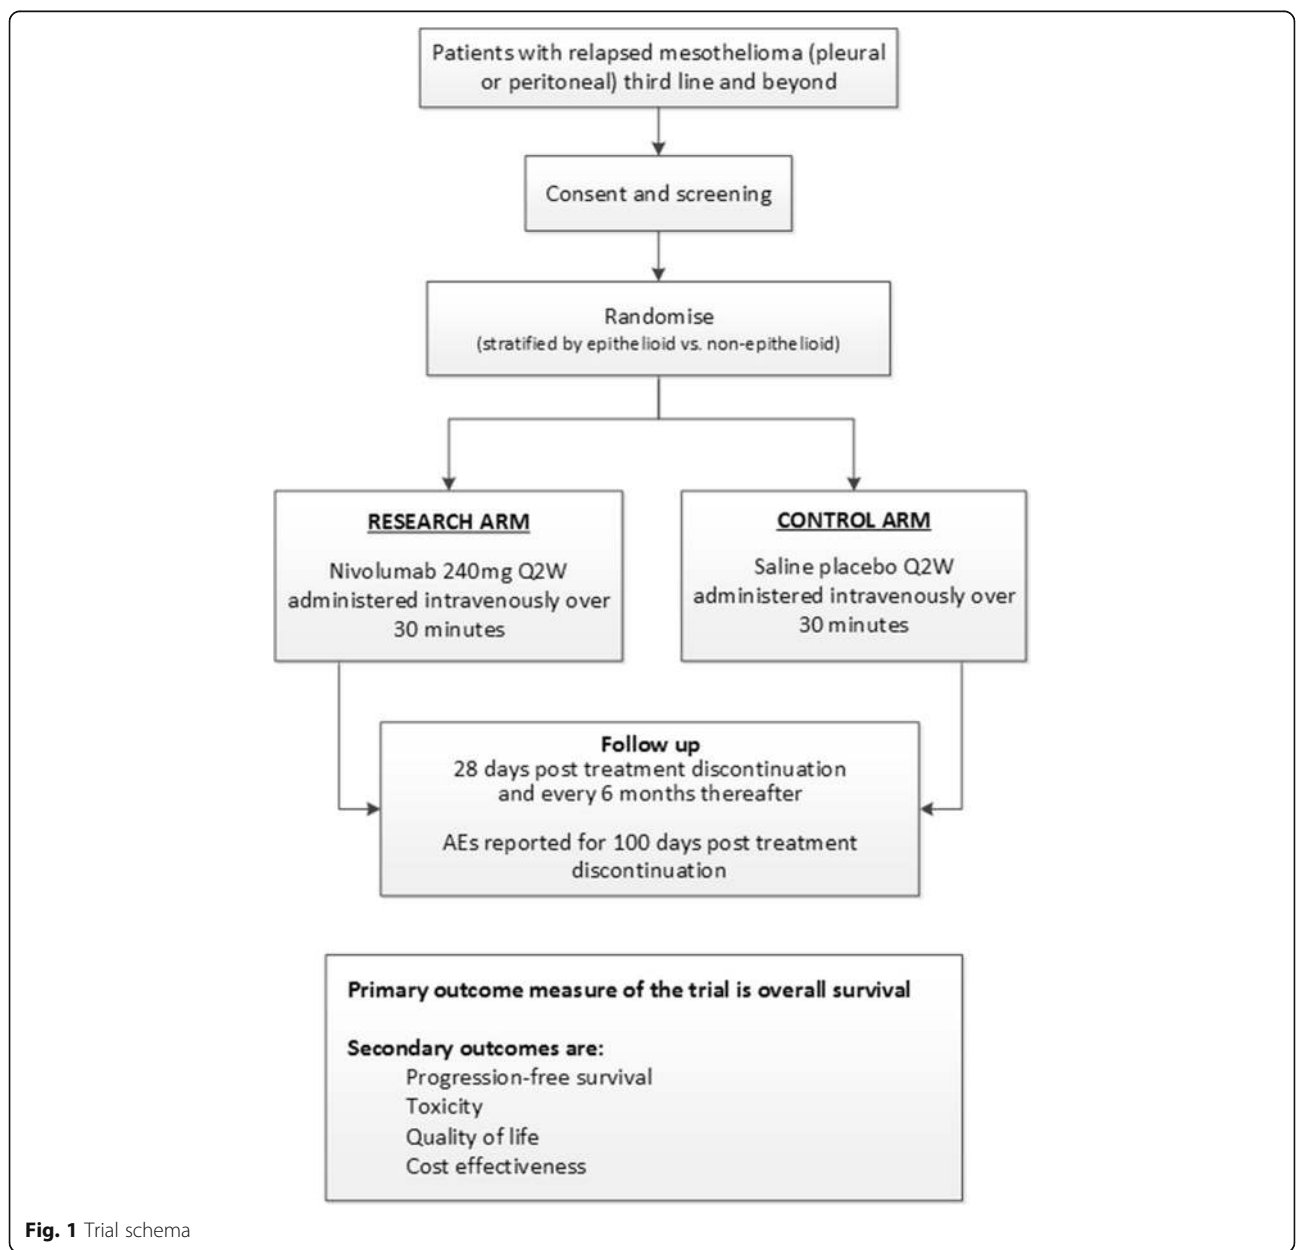 Patients with relapsed mesothelioma (pleural
or peritoneal) third line and beyond
Consent and screening
Randomise
(stratified by epithelioid vs. non-epithelioid)
RESEARCH ARM
Nivolumab 240mg Q2W
administered intravenously over
30 minutes
CONTROL ARM
Saline placebo Q2W
administered intravenously over
30 minutes
Follow up
28 days post treatment discontinuation
and every 6 months thereafter
AEs reported for 100 days post treatment
discontinuation
Primary outcome measure of the trial is overall survival
Secondary outcomes are:
Progression-free survival
Toxicity
Quality of life
Cost effectiveness
Fig. 1 Trial schema